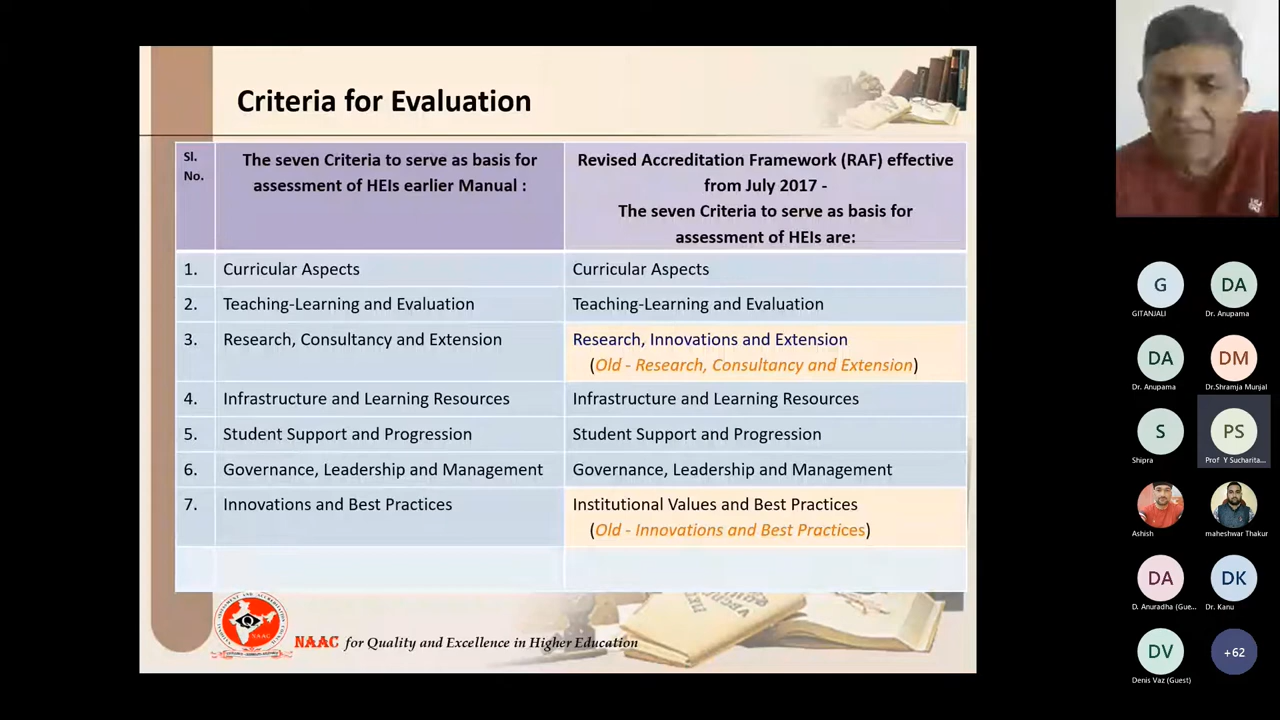 Criteria for Evaluation
Sl.
No.
The seven Criteria to serve as basis for
assessment of HEIs earlier Manual :
Revised Accreditation Framework (RAF) effective
from July 2017 -
The seven Criteria to serve as basis for
assessment of HEIs are:
1. Curricular Aspects Curricular Aspects
2. Teaching-Learning and Evaluation Teaching-Learning and Evaluation
3. Research, Consultancy and Extension Research, Innovations and Extension
(Old - Research, Consultancy and Extension)
4. Infrastructure and Learning Resources Infrastructure and Learning Resources
5. Student Support and Progression Student Support and Progression
6. Governance, Leadership and Management Governance, Leadership and Management
7. Innovations and Best Practices Institutional Values and Best Practices
(Old - Innovations and Best Practices)
NAAC for Quality and Excellence in Higher Education
G DA
GITANJALI Dr. Anupama
DA DM
Dr. Anupama Dr.Shramja Munjal
S PS
Shipra Prof Y Sucharita...
Ashish maheshwar Thakur
DA DK
D. Anuradha (Gue... Dr. Kanu
DV +62
Denis Vaz (Guest)